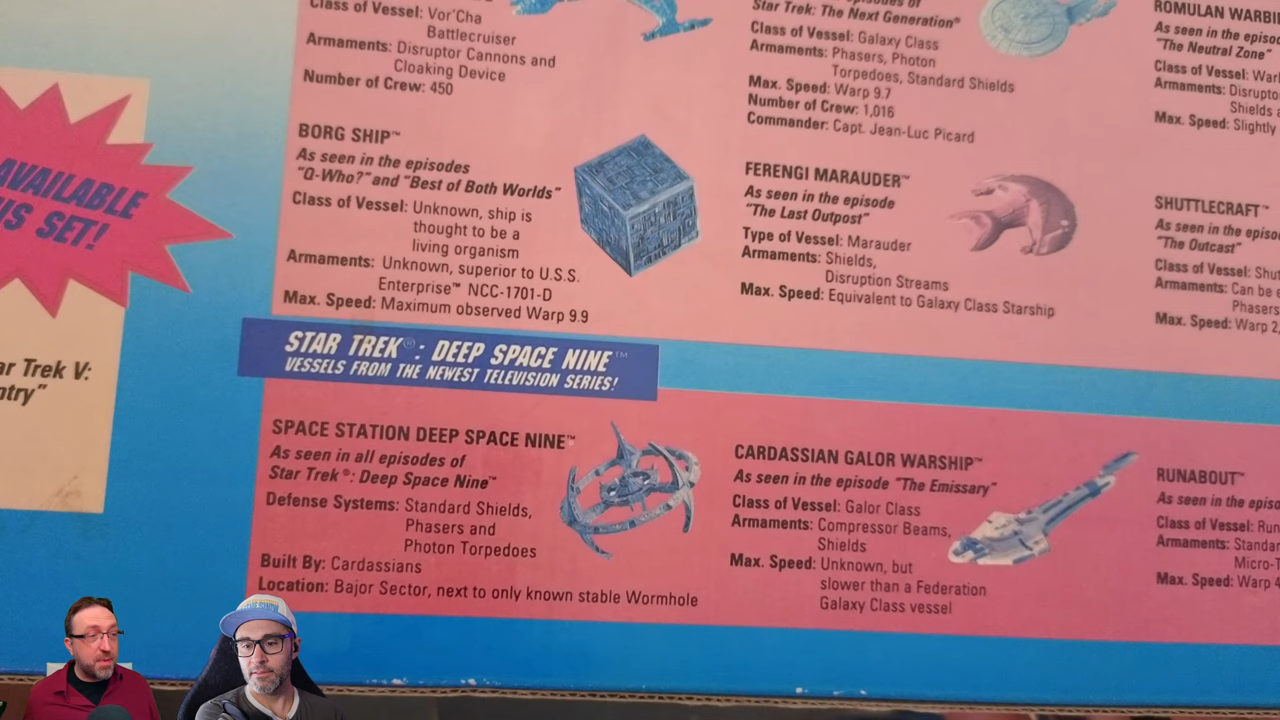 Class of Vessel: Vor'Cha
Battlecruiser
Armaments: Disruptor Cannons and
Cloaking Device
Number of Crew: 450
BORG SHIP™
As seen in the episodes
"Q-Who?" and "Best of Both Worlds"
Class of Vessel: Unknown, ship is
thought to be a
living organism
Armaments: Unknown, superior to U.S.S.
Enterprise™ NCC-1701-D
Max. Speed: Maximum observed Warp 9.9
episodes of
Star Trek: The Next Generation®
Class of Vessel: Galaxy Class
Armaments: Phasers, Photon
Torpedoes, Standard Shields
Max. Speed: Warp 9.7
Number of Crew: 1,016
Commander: Capt. Jean-Luc Picard
FERENGI MARAUDER™
As seen in the episode
"The Last Outpost"
Type of Vessel: Marauder
Armaments: Shields,
Disruption Streams
Max. Speed: Equivalent to Galaxy Class Starship
ROMULAN WARBI
As seen in the episo
"The Neutral Zone"
Class of Vessel: Warl
Armaments: Disrupto
Shields a
Max. Speed: Slightly
SHUTTLECRAFT™
As seen in the episo
"The Outcast"
Class of Vessel: Shut
Armaments: Can be e
Phasers
Max. Speed: Warp 2,
AVAILABLE
IS SET!
ar Trek V:
ntry"
STAR TREK®: DEEP SPACE NINE™
VESSELS FROM THE NEWEST TELEVISION SERIES!
SPACE STATION DEEP SPACE NINE™
As seen in all episodes of
Star Trek®: Deep Space Nine™
Defense Systems: Standard Shields,
Phasers and
Photon Torpedoes
Built By: Cardassians
Location: Bajor Sector, next to only known stable Wormhole
CARDASSIAN GALOR WARSHIP™
As seen in the episode "The Emissary"
Class of Vessel: Galor Class
Armaments: Compressor Beams,
Shields
Max. Speed: Unknown, but
slower than a Federation
Galaxy Class vessel
RUNABOUT™
As seen in the episo
Class of Vessel: Run
Armaments: Standar
Micro-T
Max. Speed: Warp 4